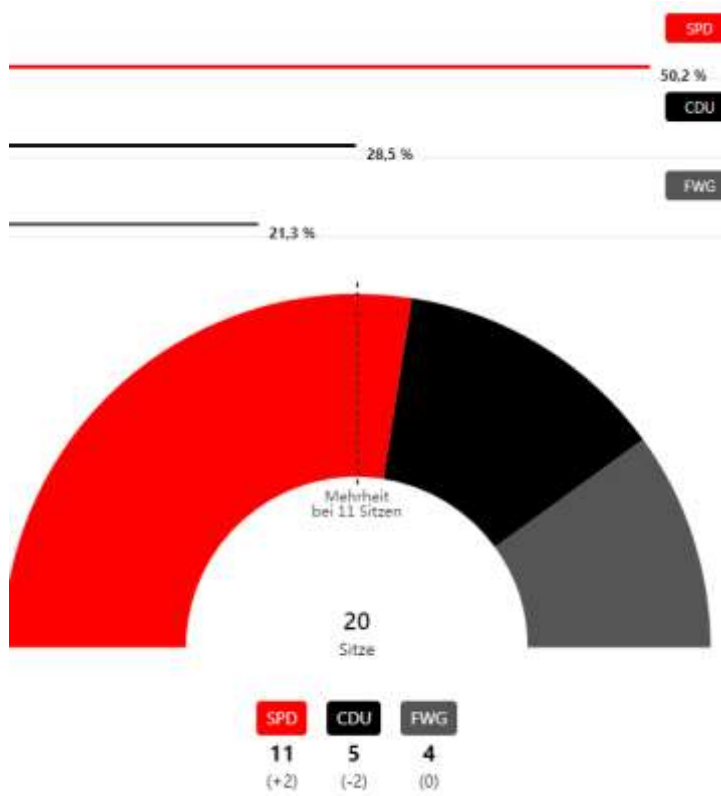 SPD
50,2 %
CDU
28,5 %
FWG
21,3 %
Mehrheit
bei 11 Sitzen
20
Sitze
SPD CDU FWG
11 5 4
(+2) (-2) (0)